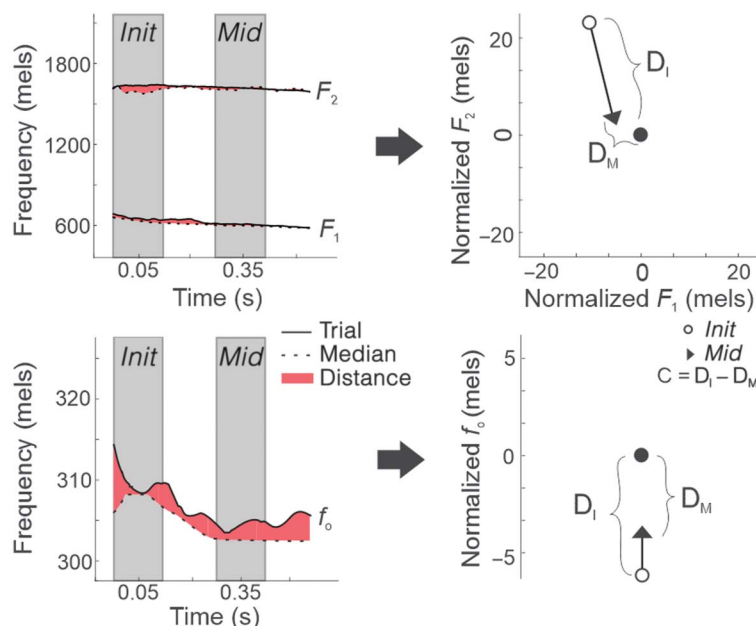 Init
Mid
Frequency (mels)
1800
1200
600
F2
F1
0.05
0.35
Time (s)
Normalized F2 (mels)
20
0
-20
DI
DM
-20
0
20
Normalized F1 (mels)
Init
Mid
Trial
Median
Distance
Frequency (mels)
320
310
300
fo
0.05
0.35
Time (s)
Init
Mid
C = DI – DM
Normalized fo (mels)
5
0
-5
DI
DM